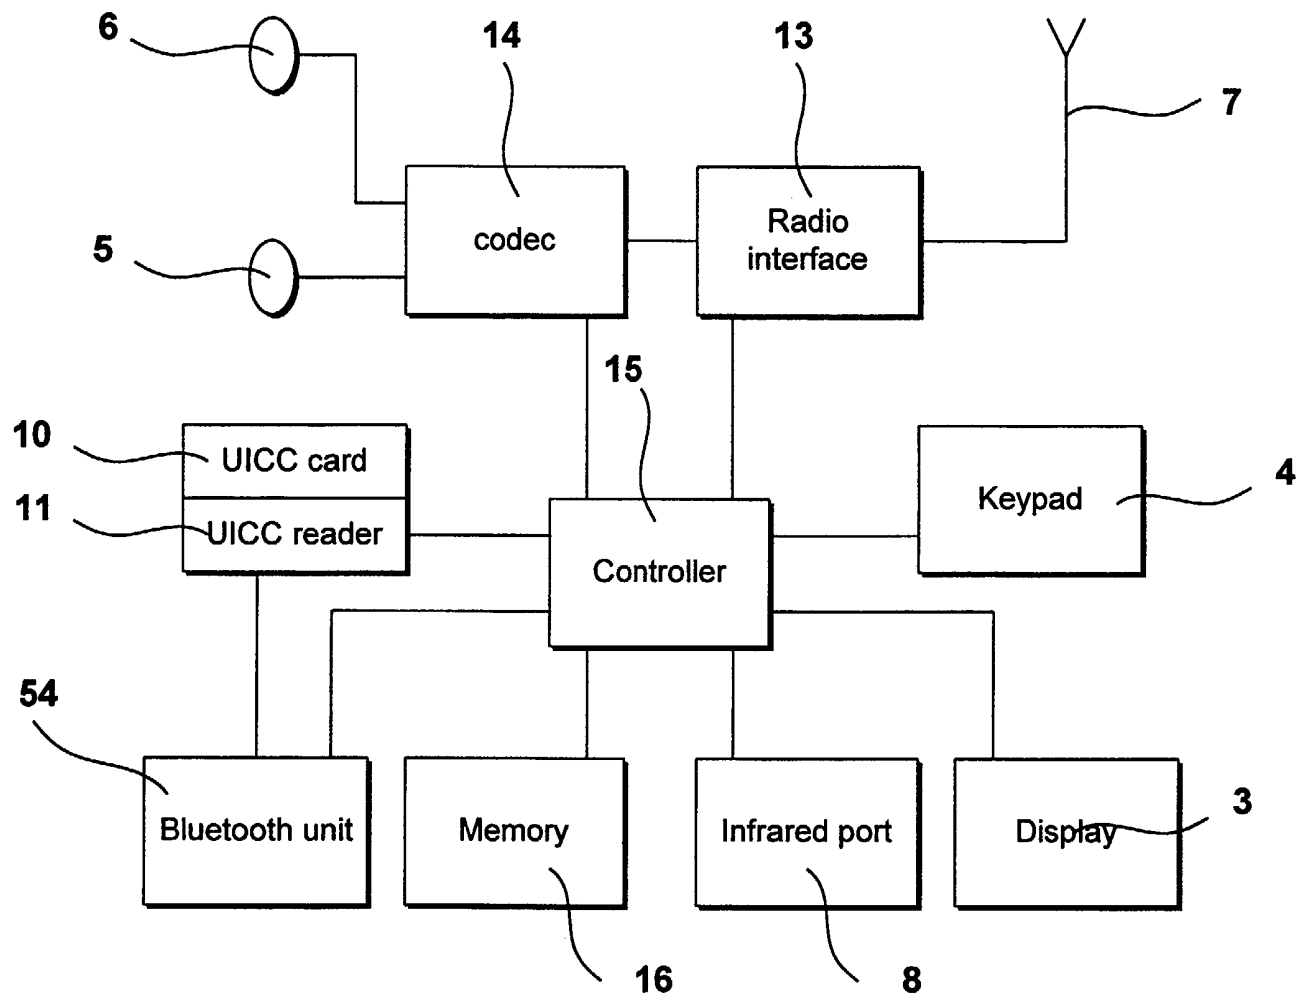 6
14
13
7
codec
Radio
interface
5
15
10
UICC card
4
Keypad
11
UICC reader
Controller
54
Bluetooth unit
Memory
Infrared port
Display
3
16
8